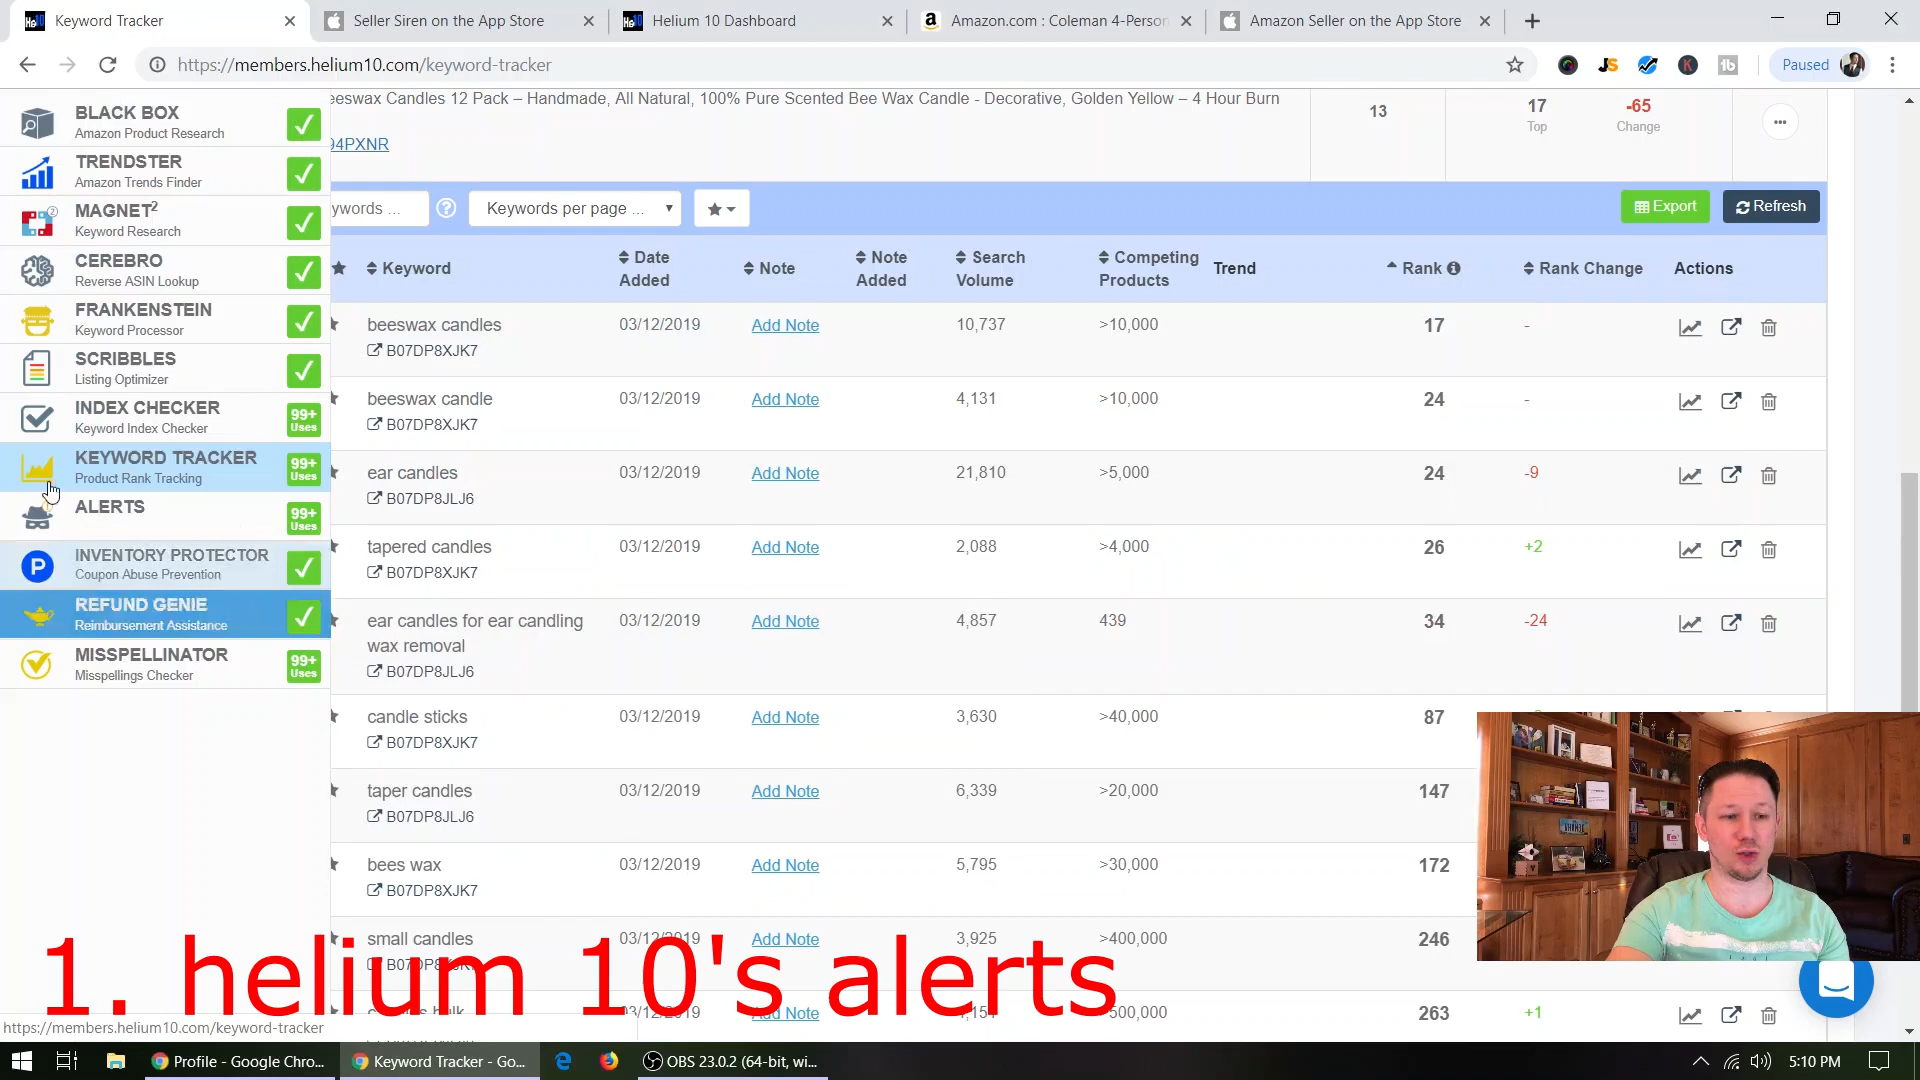 Keyword Tracker
Seller Siren on the App Store
Helium 10 Dashboard
Amazon.com : Coleman 4-Person
Amazon Seller on the App Store
https://members.helium10.com/keyword-tracker
Paused
BLACK BOX
Amazon Product Research
TRENDSTER
Amazon Trends Finder
MAGNET2
Keyword Research
CEREBRO
Reverse ASIN Lookup
FRANKENSTEIN
Keyword Processor
SCRIBBLES
Listing Optimizer
INDEX CHECKER
Keyword Index Checker
99+ Uses
KEYWORD TRACKER
Product Rank Tracking
99+ Uses
ALERTS
99+ Uses
INVENTORY PROTECTOR
Coupon Abuse Prevention
REFUND GENIE
Reimbursement Assistance
MISSPELLINATOR
Misspellings Checker
99+ Uses
eeswax Candles 12 Pack – Handmade, All Natural, 100% Pure Scented Bee Wax Candle - Decorative, Golden Yellow – 4 Hour Burn
94PXNR
13
17 Top
-65 Change
ywords ...
Keywords per page ...
Export
Refresh
Keyword Date Added Note Note Added Search Volume Competing Products Trend Rank Rank Change Actions
beeswax candles 03/12/2019 Add Note 10,737 >10,000 17 -
B07DP8XJK7
beeswax candle 03/12/2019 Add Note 4,131 >10,000 24 -
B07DP8XJK7
ear candles 03/12/2019 Add Note 21,810 >5,000 24 -9
B07DP8JLJ6
tapered candles 03/12/2019 Add Note 2,088 >4,000 26 +2
B07DP8XJK7
ear candles for ear candling wax removal 03/12/2019 Add Note 4,857 439 34 -24
B07DP8JLJ6
candle sticks 03/12/2019 Add Note 3,630 >40,000 87
B07DP8XJK7
taper candles 03/12/2019 Add Note 6,339 >20,000 147
B07DP8JLJ6
bees wax 03/12/2019 Add Note 5,795 >30,000 172
B07DP8XJK7
small candles 03/12/2019 Add Note 3,925 >400,000 246
Add Note 263 +1
1. helium 10's alerts
https://members.helium10.com/keyword-tracker
Profile - Google Chro...
Keyword Tracker - Go...
OBS 23.0.2 (64-bit, wi...
5:10 PM